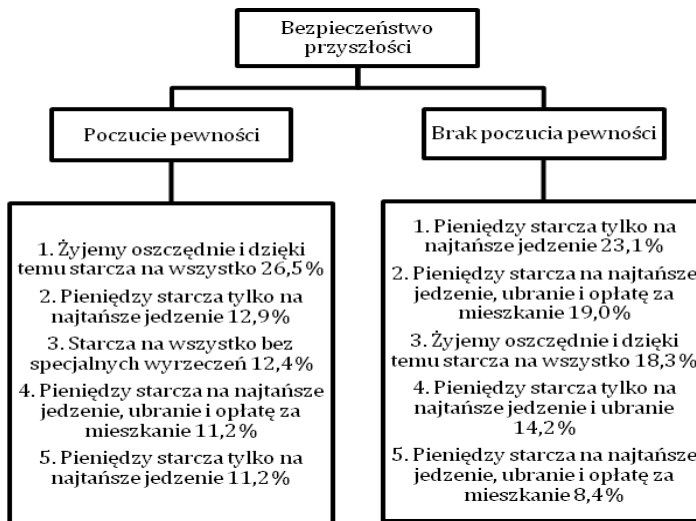 Bezpieczeństwo
przyszłości
Poczucie pewności
Brak poczucia pewności
1. Żyjemy oszczędnie i dzięki
temu starcza na wszystko 26,5%
2. Pieniędzy starcza tylko na
najtańsze jedzenie 12,9%
3. Starcza na wszystko bez
specjalnych wyrzeczeń 12,4%
4. Pieniędzy starcza na najtańsze
jedzenie, ubranie i opłatę za
mieszkanie 11,2%
5. Pieniędzy starcza tylko na
najtańsze jedzenie 11,2%
1. Pieniędzy starcza tylko na
najtańsze jedzenie 23,1%
2. Pieniędzy starcza na najtańsze
jedzenie, ubranie i opłatę za
mieszkanie 19,0%
3. Żyjemy oszczędnie i dzięki
temu starcza na wszystko 18,3%
4. Pieniędzy starcza tylko na
najtańsze jedzenie i ubranie
14,2%
5. Pieniędzy starcza na najtańsze
jedzenie, ubranie i opłatę za
mieszkanie 8,4%